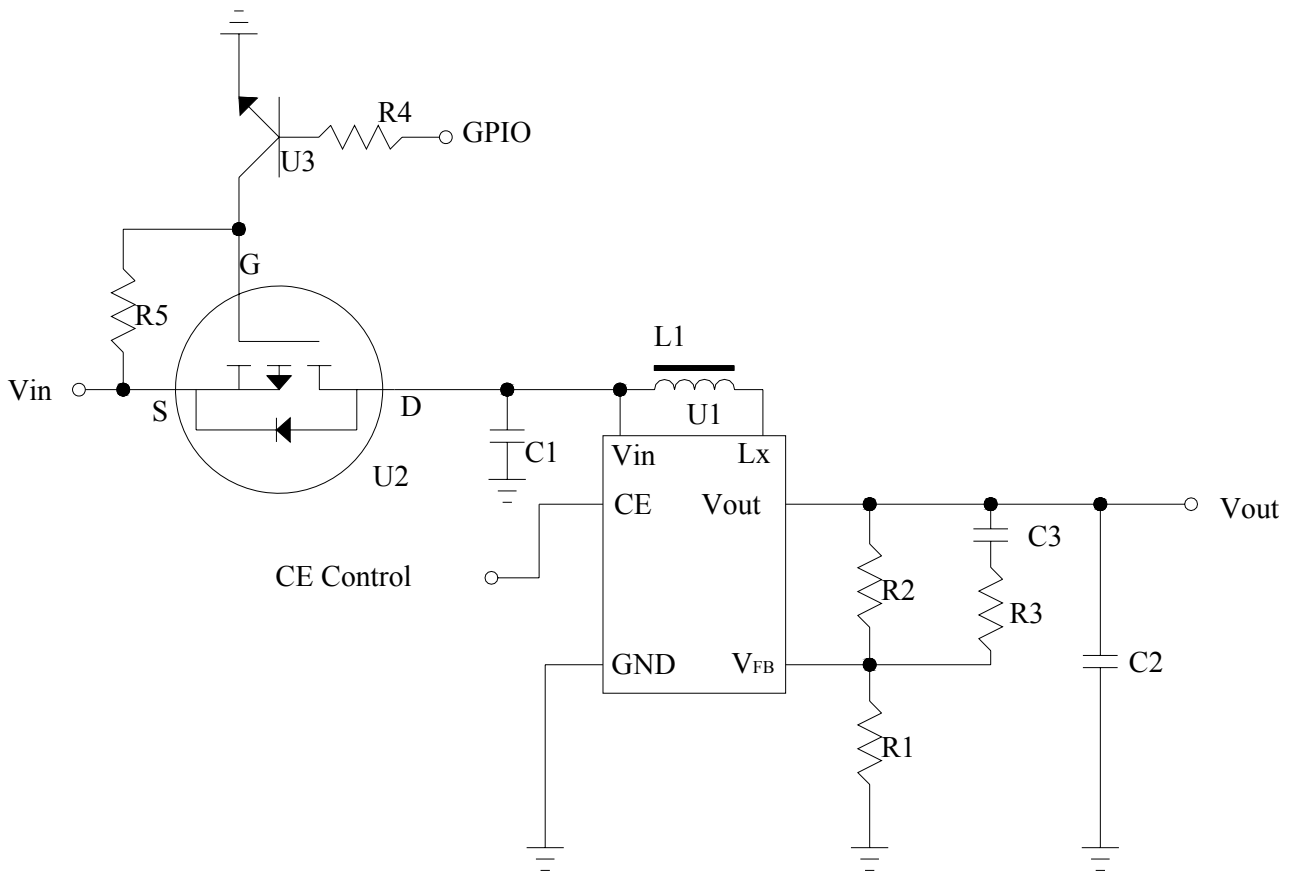 R4
GPIO
U3
G
R5
L1
Vin
S
D
U1
C1
Vin
Lx
U2
CE
Vout
Vout
C3
CE Control
R2
R3
GND
VFB
C2
R1